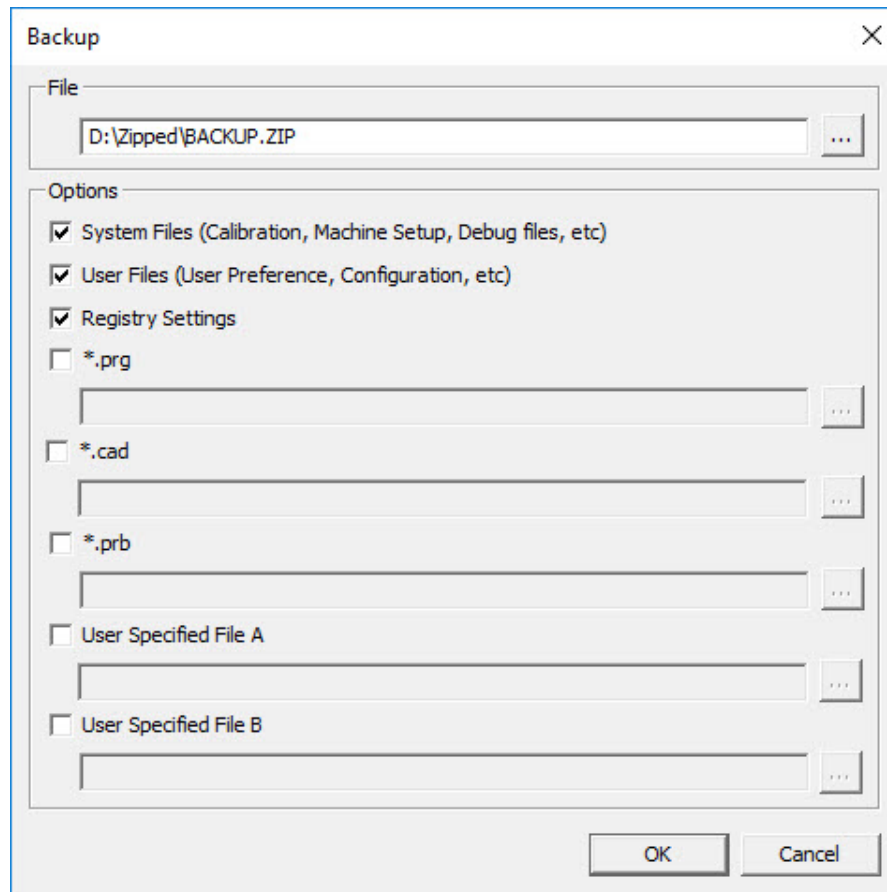 Backup
File
D:\Zipped\BACKUP.ZIP
...
Options
System Files (Calibration, Machine Setup, Debug files, etc)
User Files (User Preference, Configuration, etc)
Registry Settings
*.prg
...
*.cad
...
*.prb
...
User Specified File A
...
User Specified File B
...
OK Cancel